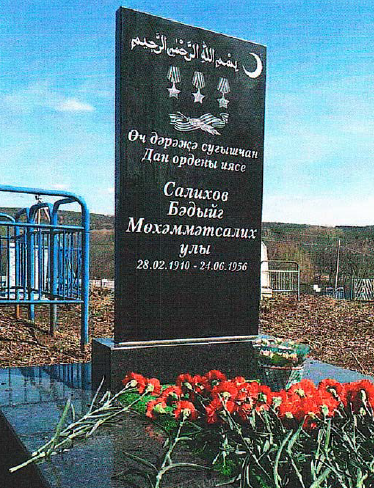 بسم الله الرحمن الرحيم
Өч дәрәҗә сугышчан
Дан ордены иясе
Салихов
Бәдыйг
Мөхәммәтсалих
улы
28.02.1910 - 24.06.1956